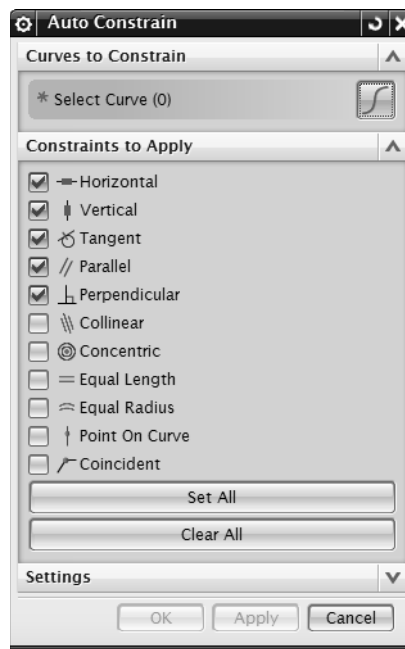 Auto Constrain
Curves to Constrain
* Select Curve (0)
Constraints to Apply
Horizontal
Vertical
Tangent
Parallel
Perpendicular
Collinear
Concentric
Equal Length
Equal Radius
Point On Curve
Coincident
Set All
Clear All
Settings
OK Apply Cancel